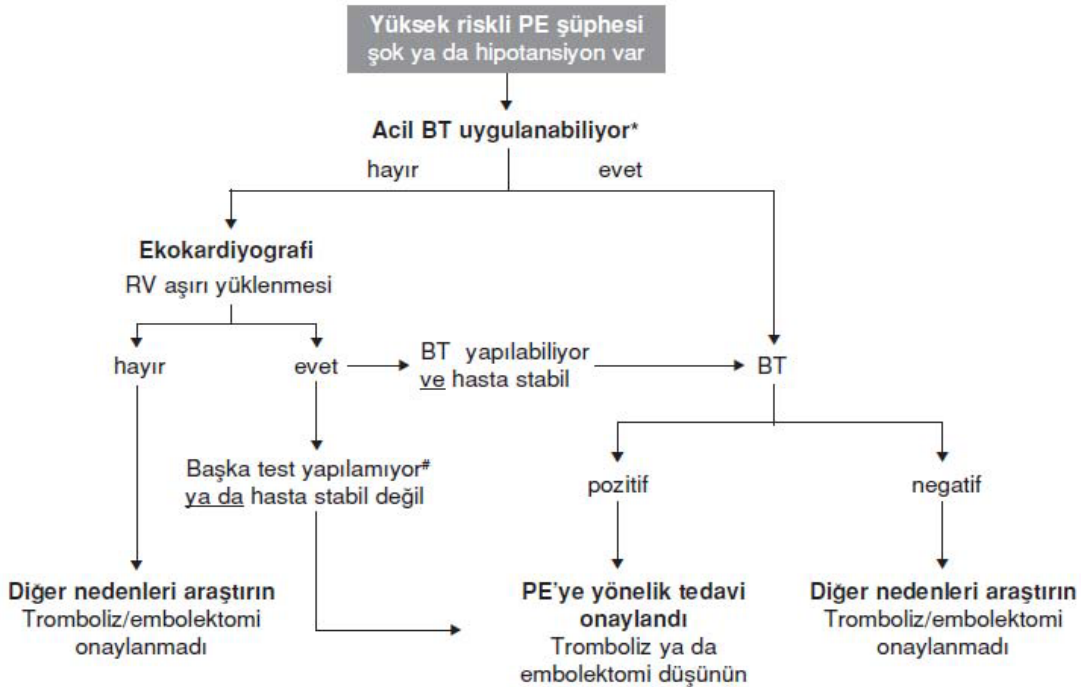 Yüksek riskli PE şüphesi
şok ya da hipotansiyon var
Acil BT uygulanabiliyor*
hayır
evet
Ekokardiyografi
RV aşırı yüklenmesi
hayır
evet
BT yapılabiliyor
ve hasta stabil
BT
Başka test yapılamıyor#
ya da hasta stabil değil
pozitif
negatif
Diğer nedenleri araştırın
Tromboliz/embolektomi
onaylanmadı
PE'ye yönelik tedavi
onaylandı
Tromboliz ya da
embolektomi düşünün
Diğer nedenleri araştırın
Tromboliz/embolektomi
onaylanmadı